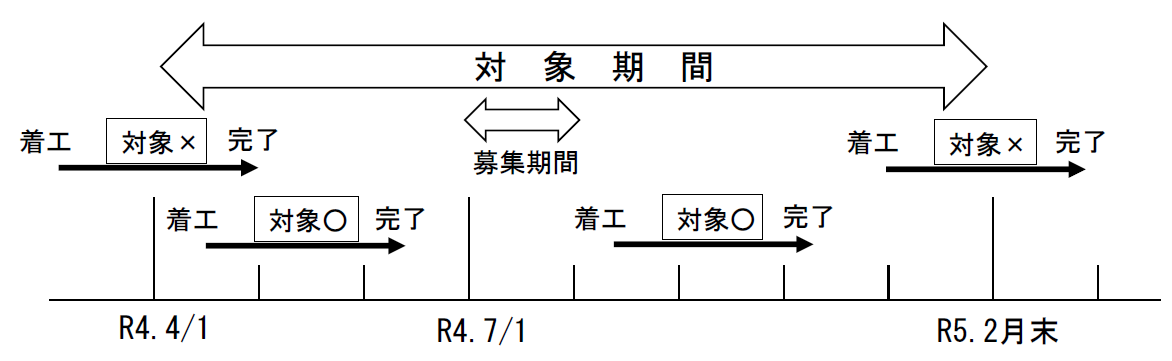 対　象　期　間
着工　対象×　完了
募集期間
着工　対象×　完了
着工　対象〇　完了
着工　対象〇　完了
R4. 4/1
R4. 7/1
R5. 2月末